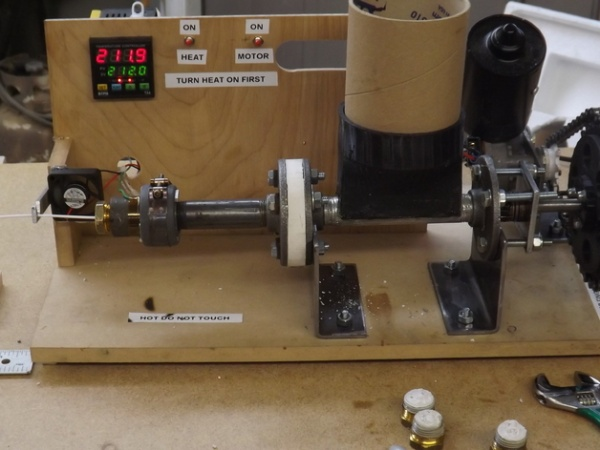 ON
ON
211.9
212.0
HEAT
MOTOR
TURN HEAT ON FIRST
HOT DO NOT TOUCH